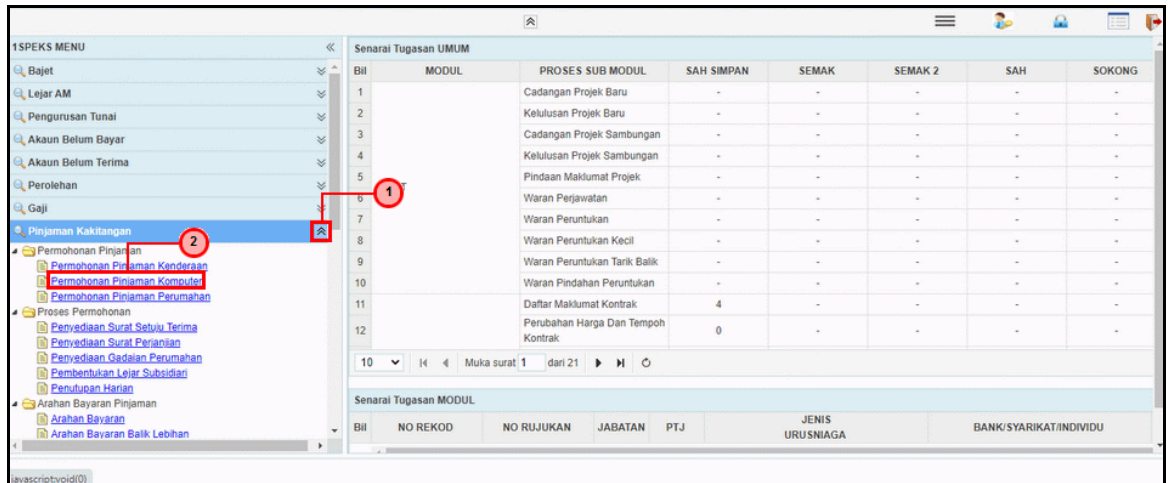 1SPEKS MENU
Bajet
Lejar AM
Pengurusan Tunai
Akaun Belum Bayar
Akaun Belum Terima
Perolehan
Gaji
Pinjaman Kakitangan
Permohonan Pinjaman
Permohonan Pinjaman Kenderaan
Permohonan Pinjaman Komputer
Permohonan Pinjaman Perumahan
Proses Permohonan
Penyediaan Surat Setuju Terima
Penyediaan Surat Perjanjian
Penyediaan Gadaian Perumahan
Pembentukan Lejar Subsidiari
Penutupan Harian
Arahan Bayaran Pinjaman
Arahan Bayaran
Arahan Bayaran Balik Lebihan
1
2
Senarai Tugasan UMUM
Bil MODUL PROSES SUB MODUL SAH SIMPAN SEMAK SEMAK 2 SAH SOKONG
1 Cadangan Projek Baru - - - - -
2 Kelulusan Projek Baru - - - - -
3 Cadangan Projek Sambungan - - - - -
4 Kelulusan Projek Sambungan - - - - -
5 Pindaan Maklumat Projek - - - - -
6 Waran Perjawatan - - - - -
7 Waran Peruntukan - - - - -
8 Waran Peruntukan Kecil - - - - -
9 Waran Peruntukan Tarik Balik - - - - -
10 Waran Pindahan Peruntukan - - - - -
11 Daftar Maklumat Kontrak 4 - - - -
12 Perubahan Harga Dan Tempoh 0 - - - -
Kontrak
10 Muka surat 1 dari 21
Senarai Tugasan MODUL
Bil NO REKOD NO RUJUKAN JABATAN PTJ JENIS URUSNIAGA BANK/SYARIKAT/INDIVIDU
javascript:void(0)